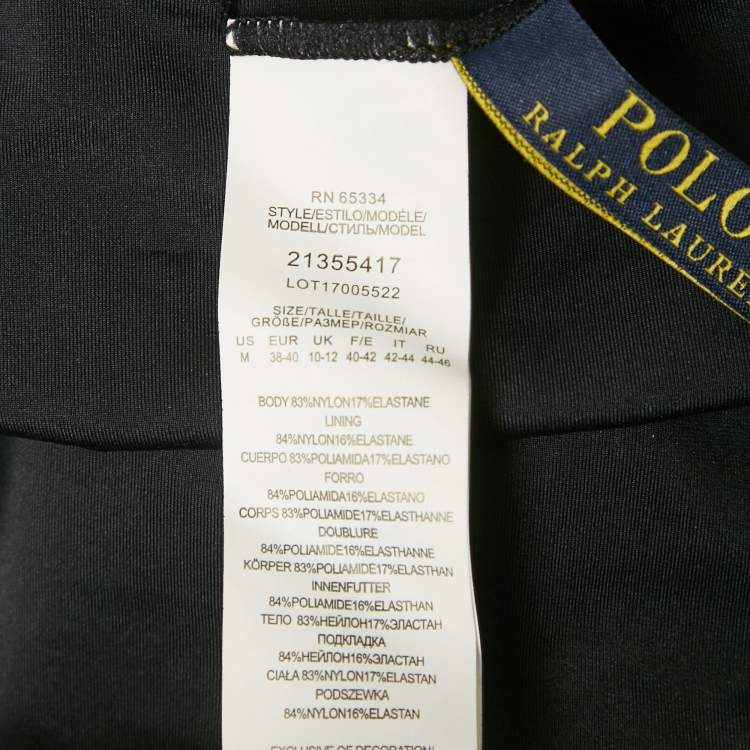 POLO
RALPH LAUREN
RN 65334
STYLE/ESTILO/MODÈLE/
MODELL/СТИЛЬ/MODEL
21355417
LOT17005522
SIZE/TALLE/TAILLE/
GRÖßE/РАЗМЕР/ROZMIAR
US EUR UK F/E IT RU
M 38-40 10-12 40-42 42-44 44-46
BODY 83%NYLON17%ELASTANE
LINING
84%NYLON16%ELASTANE
CUERPO 83%POLIAMIDA17%ELASTANO
FORRO
84%POLIAMIDA16%ELASTANO
CORPS 83%POLIAMIDE17%ELASTHANNE
DOUBLURE
84%POLIAMIDE16%ELASTHANNE
KÖRPER 83%POLIAMIDE17%ELASTHAN
INNENFUTTER
84%POLIAMIDE16%ELASTHAN
ТЕЛО 83%НЕЙЛОН17%ЭЛАСТАН
ПОДКЛАДКА
84%НЕЙЛОН16%ЭЛАСТАН
CIAŁA 83%NYLON17%ELASTAN
PODSZEWKA
84%NYLON16%ELASTAN
EXCLUSIVE OF DECORATION/